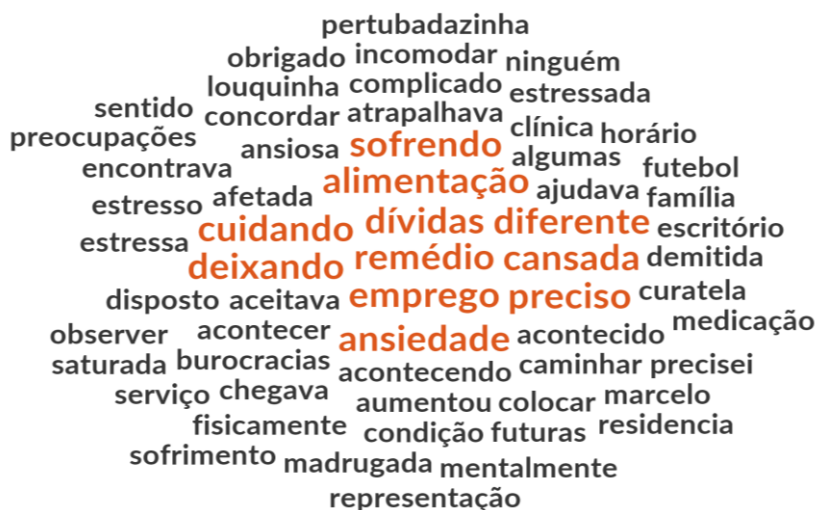 pertubadazinha
obrigado incomodar ninguém
louquinha complicado estressada
sentido concordar atrapalhava clínica horário
preocupações ansiosa sofrendo algumas futebol
encontrava alimentação ajudava família
estresso afetada
estressa cuidando dívidas diferente escritório
deixando remédio cansada demitida
disposto aceitava emprego preciso curatela
observer acontecer ansiedade acontecido medicação
saturada burocracias acontecendo caminhar precisei
serviço chegava aumentou colocar marcelo
fisicamente condição futuras residencia
sofrimento madrugada mentalmente
representação